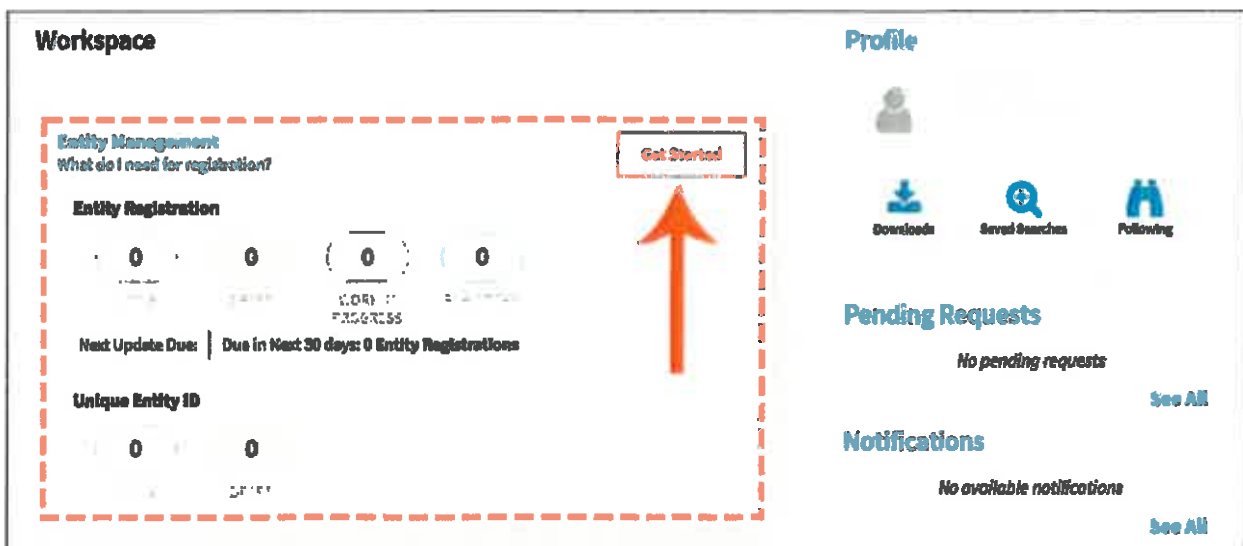 Workspace
Entity Management
What do I need for registration?
Get Started
Entity Registration
0 0 0 0
PROGRESS
Next Update Due: Due in Next 30 days: 0 Entity Registrations
Unique Entity ID
0 0
Profile
Downloads Saved Searches Following
Pending Requests
No pending requests
See All
Notifications
No available notifications
See All